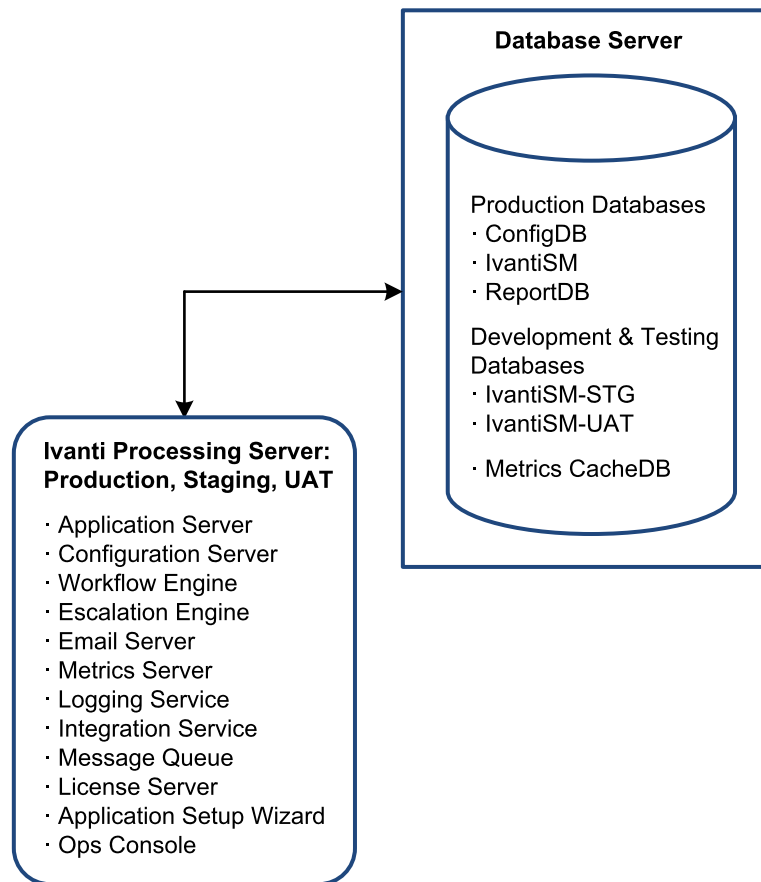 Database Server
Production Databases
· ConfigDB
· IvantiSM
· ReportDB
Development & Testing
Databases
· IvantiSM-STG
· IvantiSM-UAT
· Metrics CacheDB
Ivanti Processing Server:
Production, Staging, UAT
· Application Server
· Configuration Server
· Workflow Engine
· Escalation Engine
· Email Server
· Metrics Server
· Logging Service
· Integration Service
· Message Queue
· License Server
· Application Setup Wizard
· Ops Console